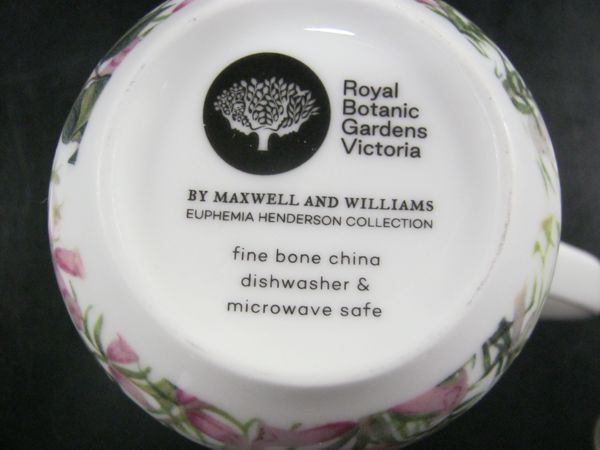 Royal
Botanic
Gardens
Victoria
BY MAXWELL AND WILLIAMS
EUPHEMIA HENDERSON COLLECTION
fine bone china
dishwasher &
microwave safe